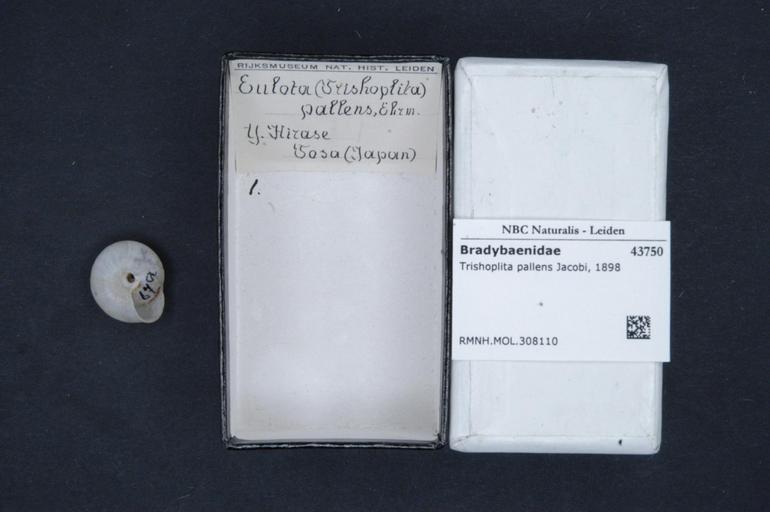 RIJKSMUSEUM NAT. HIST. LEIDEN
Eulota (Trishoplita)
pallens, Ehrm.
Y. Hirase
Tosa (Japan)
1.
NBC Naturalis - Leiden
Bradybaenidae 43750
Trishoplita pallens Jacobi, 1898
RMNH.MOL.308110